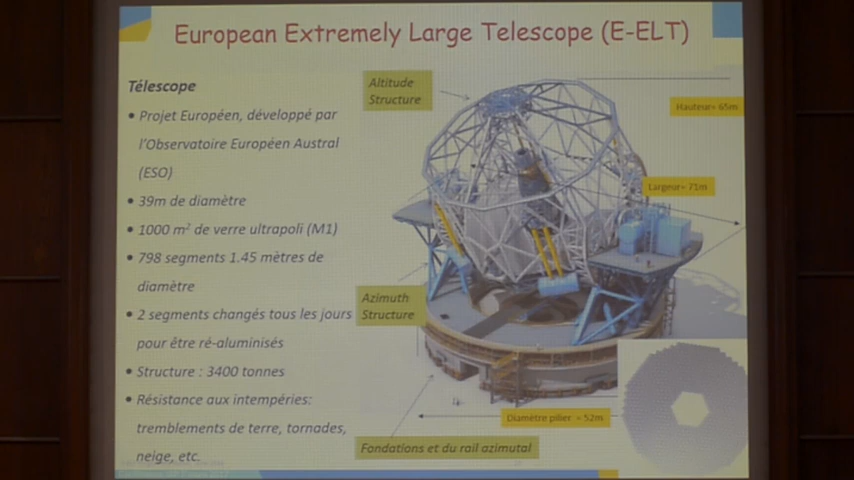 European Extremely Large Telescope (E-ELT)
Télescope
• Projet Européen, développé par
l'Observatoire Européen Austral
(ESO)
• 39m de diamètre
• 1000 m² de verre ultrapoli (M1)
• 798 segments 1.45 mètres de
diamètre
• 2 segments changés tous les jours
pour être ré-aluminisés
• Structure : 3400 tonnes
• Résistance aux intempéries:
tremblements de terre, tornades,
neige, etc.
Altitude
Structure
Hauteur= 65m
Largeur= 71m
Azimuth
Structure
Diamètre pilier = 52m
Fondations et du rail azimutal